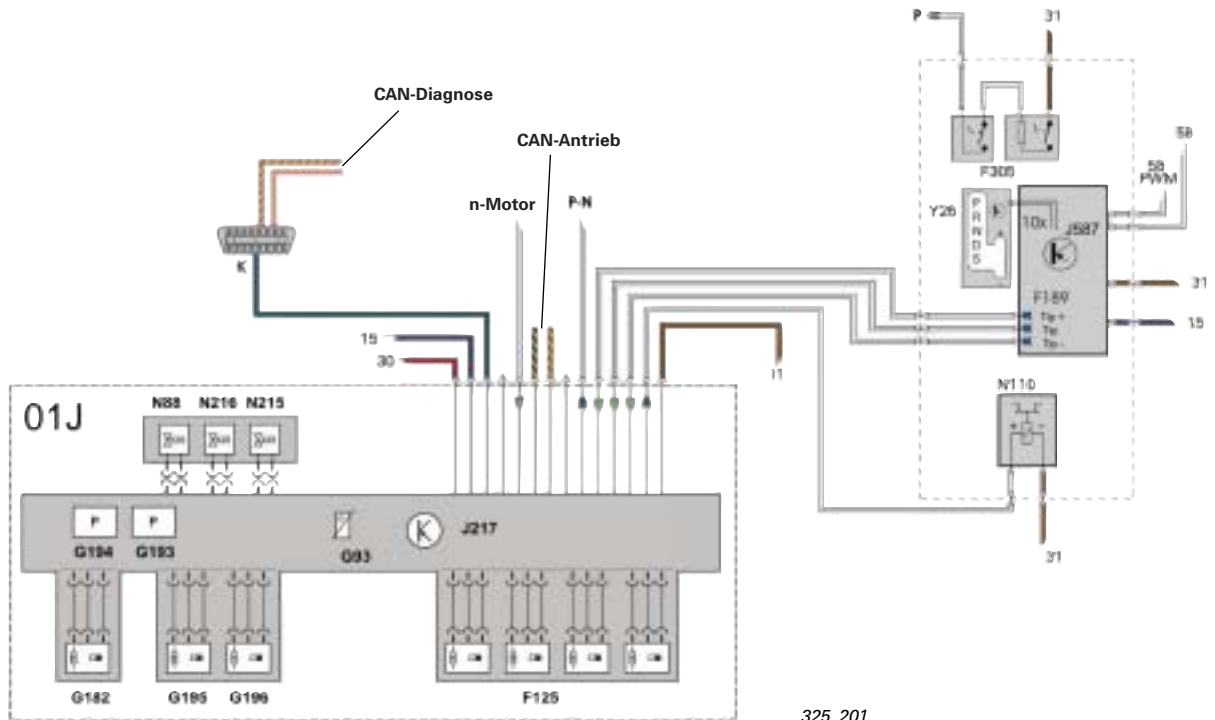 P
31
CAN-Diagnose
58
CAN-Antrieb
58
PWM
F305
n-Motor
P-N
Y26
P
R
N
D
S
10x
J587
K
31
F189
15
Tip +
Tip
Tip -
15
30
N110
01J
N88 N216 N215
P
P
J217
G194 G193
G93
31
G182
G195 G196
F125
325_201